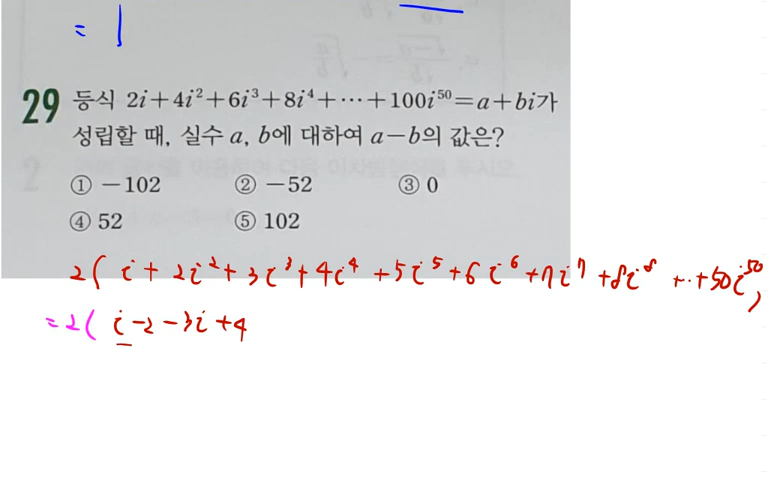 = 1
29 등식 2i+4i²+6i³+8i⁴+⋯+100i⁵⁰=a+bi가
성립할 때, 실수 a, b에 대하여 a−b의 값은?
① −102 ② −52 ③ 0
④ 52 ⑤ 102
2( i + 2i² + 3i³ + 4i⁴ + 5i⁵ + 6i⁶ + 7i⁷ + 8i⁸ + ‥ + 50i⁵⁰ )
= 2( i − 2 − 3i + 4